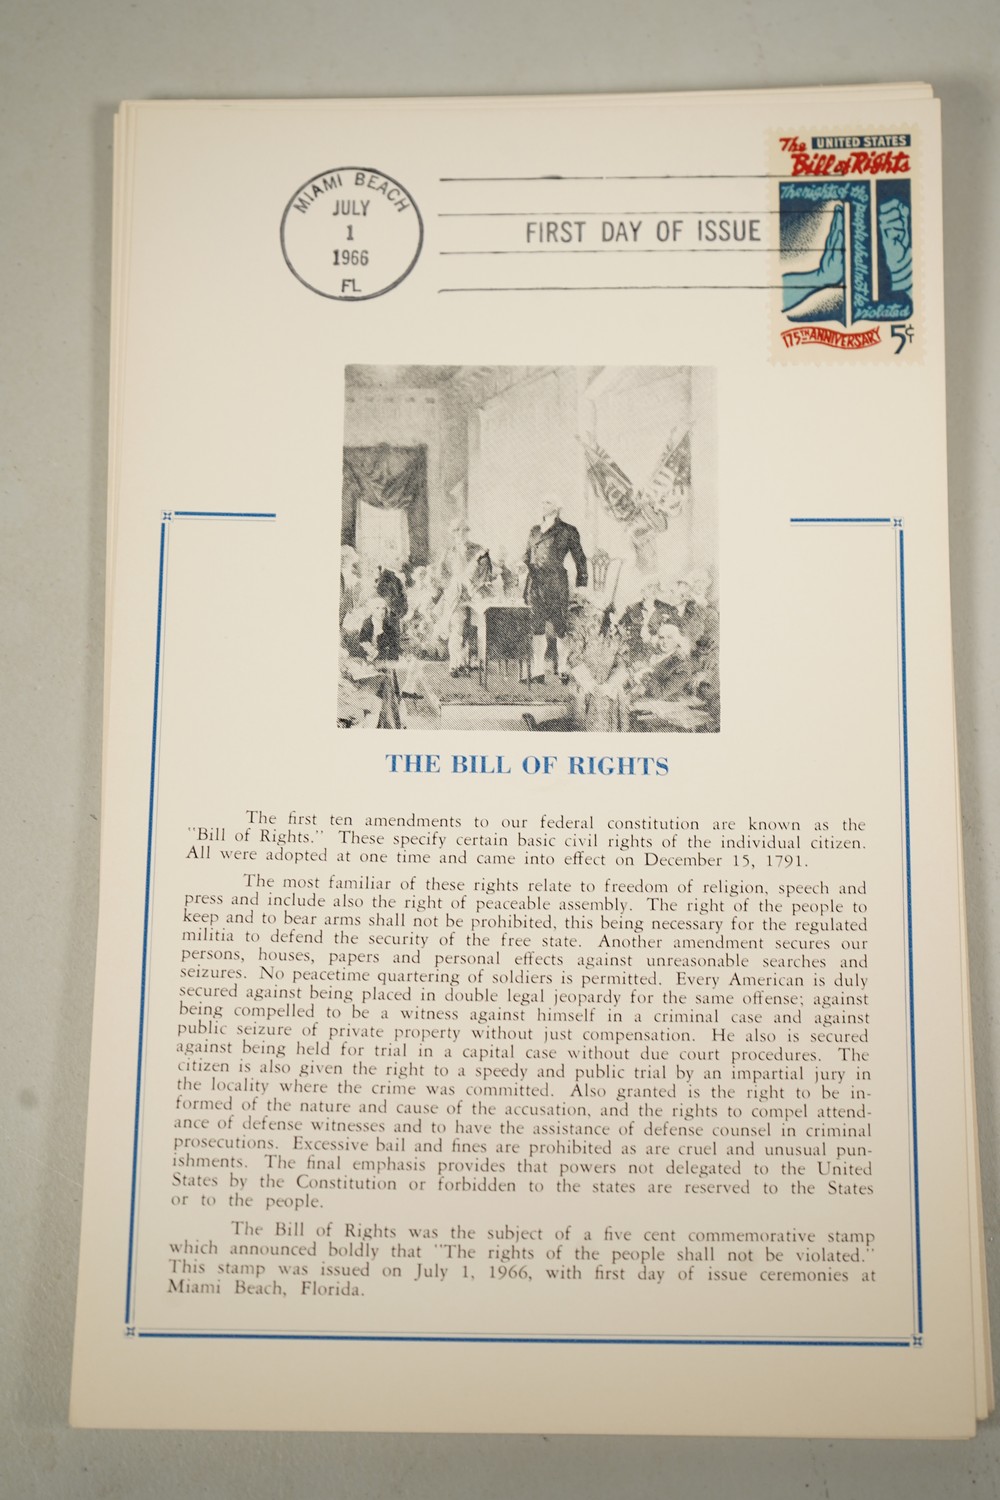 MIAMI BEACH
JULY
1
1966
FL
FIRST DAY OF ISSUE
The UNITED STATES
Bill of Rights
The rights of the people shall not be violated
175TH ANNIVERSARY
5¢
THE BILL OF RIGHTS
The first ten amendments to our federal constitution are known as the
"Bill of Rights." These specify certain basic civil rights of the individual citizen.
All were adopted at one time and came into effect on December 15, 1791.
The most familiar of these rights relate to freedom of religion, speech and
press and include also the right of peaceable assembly. The right of the people to
keep and to bear arms shall not be prohibited, this being necessary for the regulated
militia to defend the security of the free state. Another amendment secures our
persons, houses, papers and personal effects against unreasonable searches and
seizures. No peacetime quartering of soldiers is permitted. Every American is duly
secured against being placed in double legal jeopardy for the same offense; against
being compelled to be a witness against himself in a criminal case and against
public seizure of private property without just compensation. He also is secured
against being held for trial in a capital case without due court procedures. The
citizen is also given the right to a speedy and public trial by an impartial jury in
the locality where the crime was committed. Also granted is the right to be in-
formed of the nature and cause of the accusation, and the rights to compel attend-
ance of defense witnesses and to have the assistance of defense counsel in criminal
prosecutions. Excessive bail and fines are prohibited as are cruel and unusual pun-
ishments. The final emphasis provides that powers not delegated to the United
States by the Constitution or forbidden to the states are reserved to the States
or to the people.
The Bill of Rights was the subject of a five cent commemorative stamp
which announced boldly that "The rights of the people shall not be violated."
This stamp was issued on July 1, 1966, with first day of issue ceremonies at
Miami Beach, Florida.